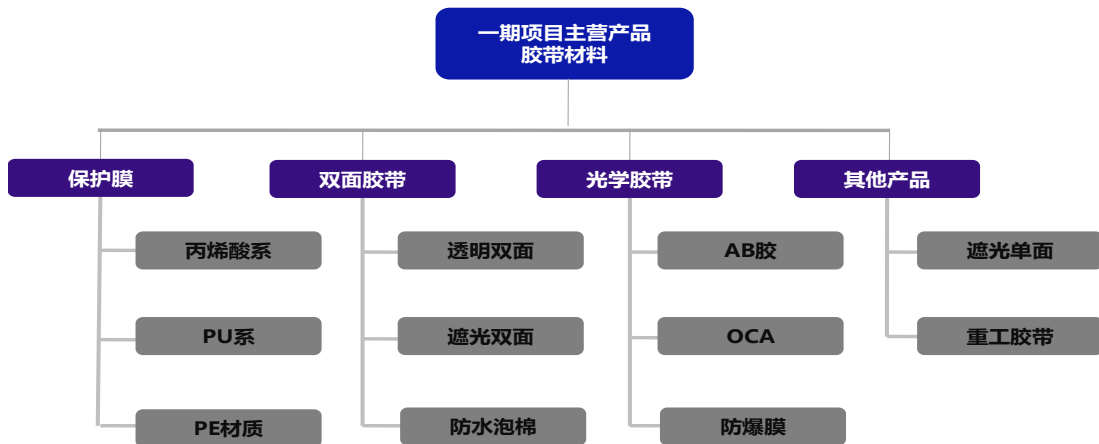 一期项目主营产品
胶带材料
保护膜
双面胶带
光学胶带
其他产品
丙烯酸系
透明双面
AB胶
遮光单面
PU系
遮光双面
OCA
重工胶带
PE材质
防水泡棉
防爆膜